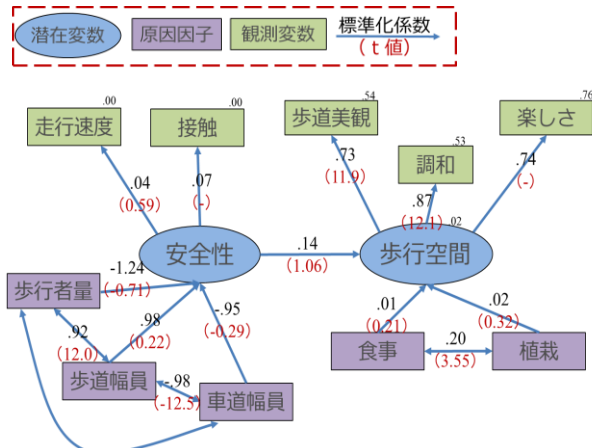 潜在変数
原因因子
観測変数
標準化係数
（ｔ値）
.00
走行速度
.00
接触
.54
歩道美観
.53
調和
.76
楽しさ
.04
(0.59)
.07
(-)
.73
(11.9)
.87
(12.1)
.74
(-)
.02
安全性
.14
(1.06)
歩行空間
歩行者量
-1.24
(-0.71)
.98
(0.22)
-.95
(-0.29)
.92
(12.0)
歩道幅員
-.98
(-12.5)
車道幅員
.01
(0.21)
.02
(0.32)
食事
.20
(3.55)
植栽